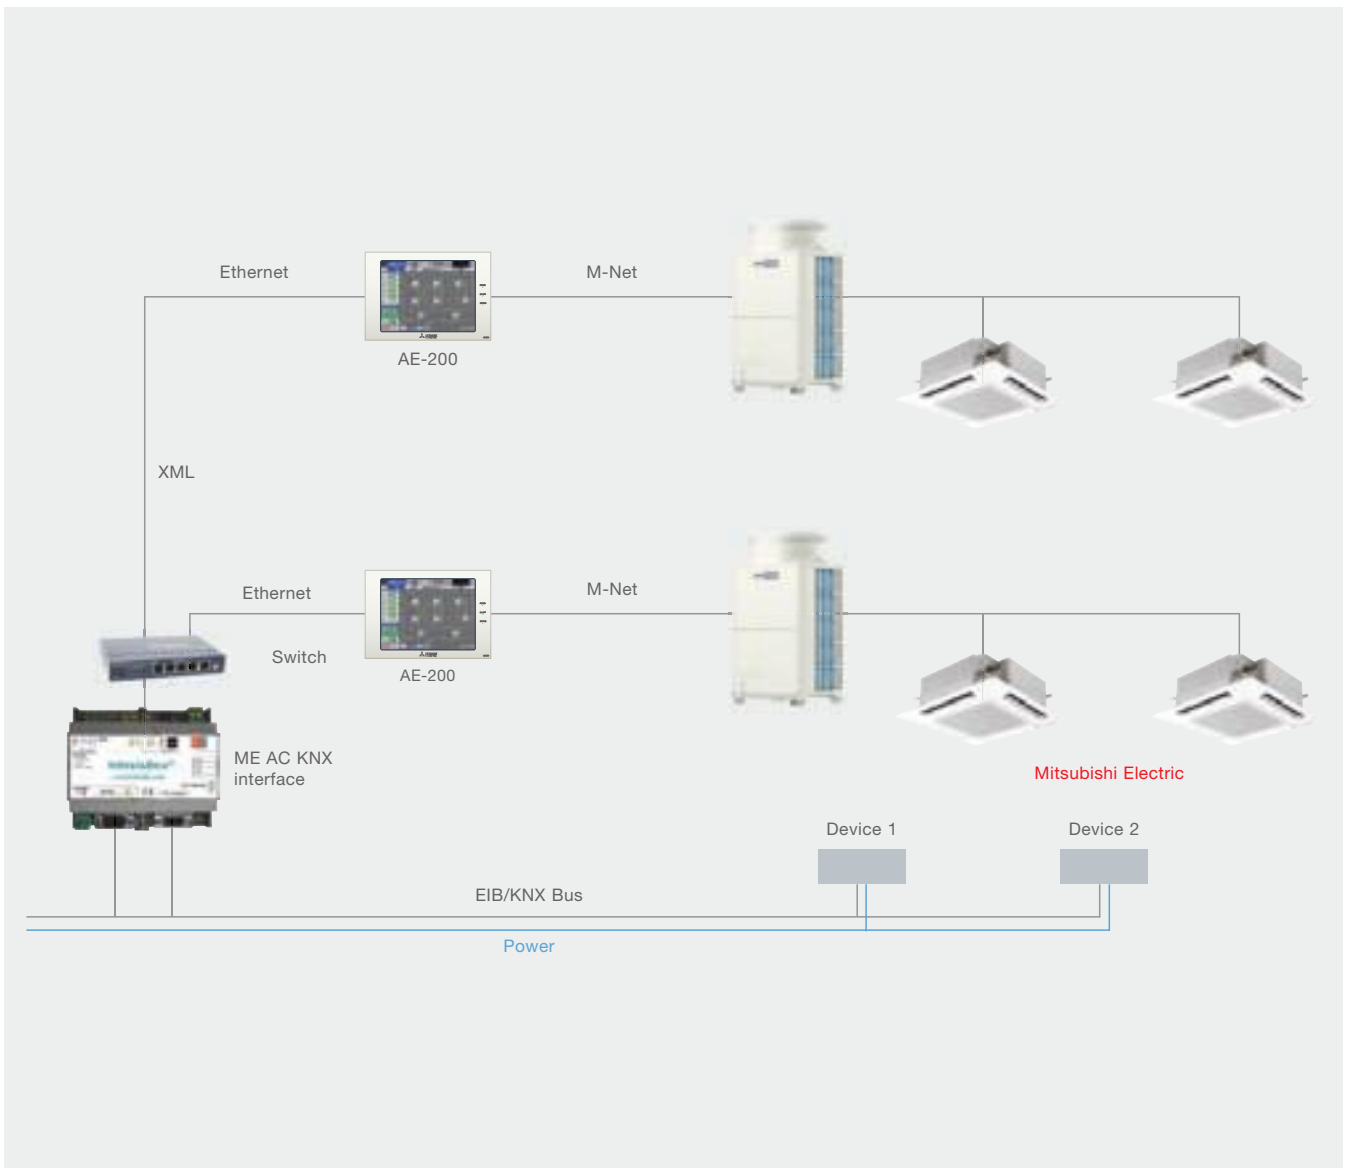 Ethernet
M-Net
AE-200
XML
Ethernet
M-Net
Switch
AE-200
ME AC KNX
interface
Mitsubishi Electric
Device 1
Device 2
EIB/KNX Bus
Power